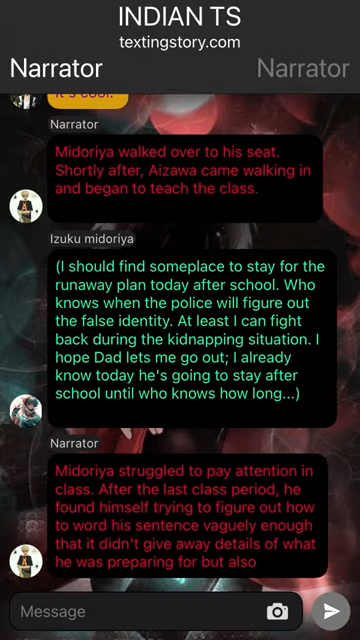 INDIAN TS
textingstory.com
Narrator
Narrator
It's cool.
Narrator
Midoriya walked over to his seat.
Shortly after, Aizawa came walking in
and began to teach the class.
Izuku midoriya
(I should find someplace to stay for the
runaway plan today after school. Who
knows when the police will figure out
the false identity. At least I can fight
back during the kidnapping situation. I
hope Dad lets me go out; I already
know today he's going to stay after
school until who knows how long...)
Narrator
Midoriya struggled to pay attention in
class. After the last class period, he
found himself trying to figure out how
to word his sentence vaguely enough
that it didn't give away details of what
he was preparing for but also
Message